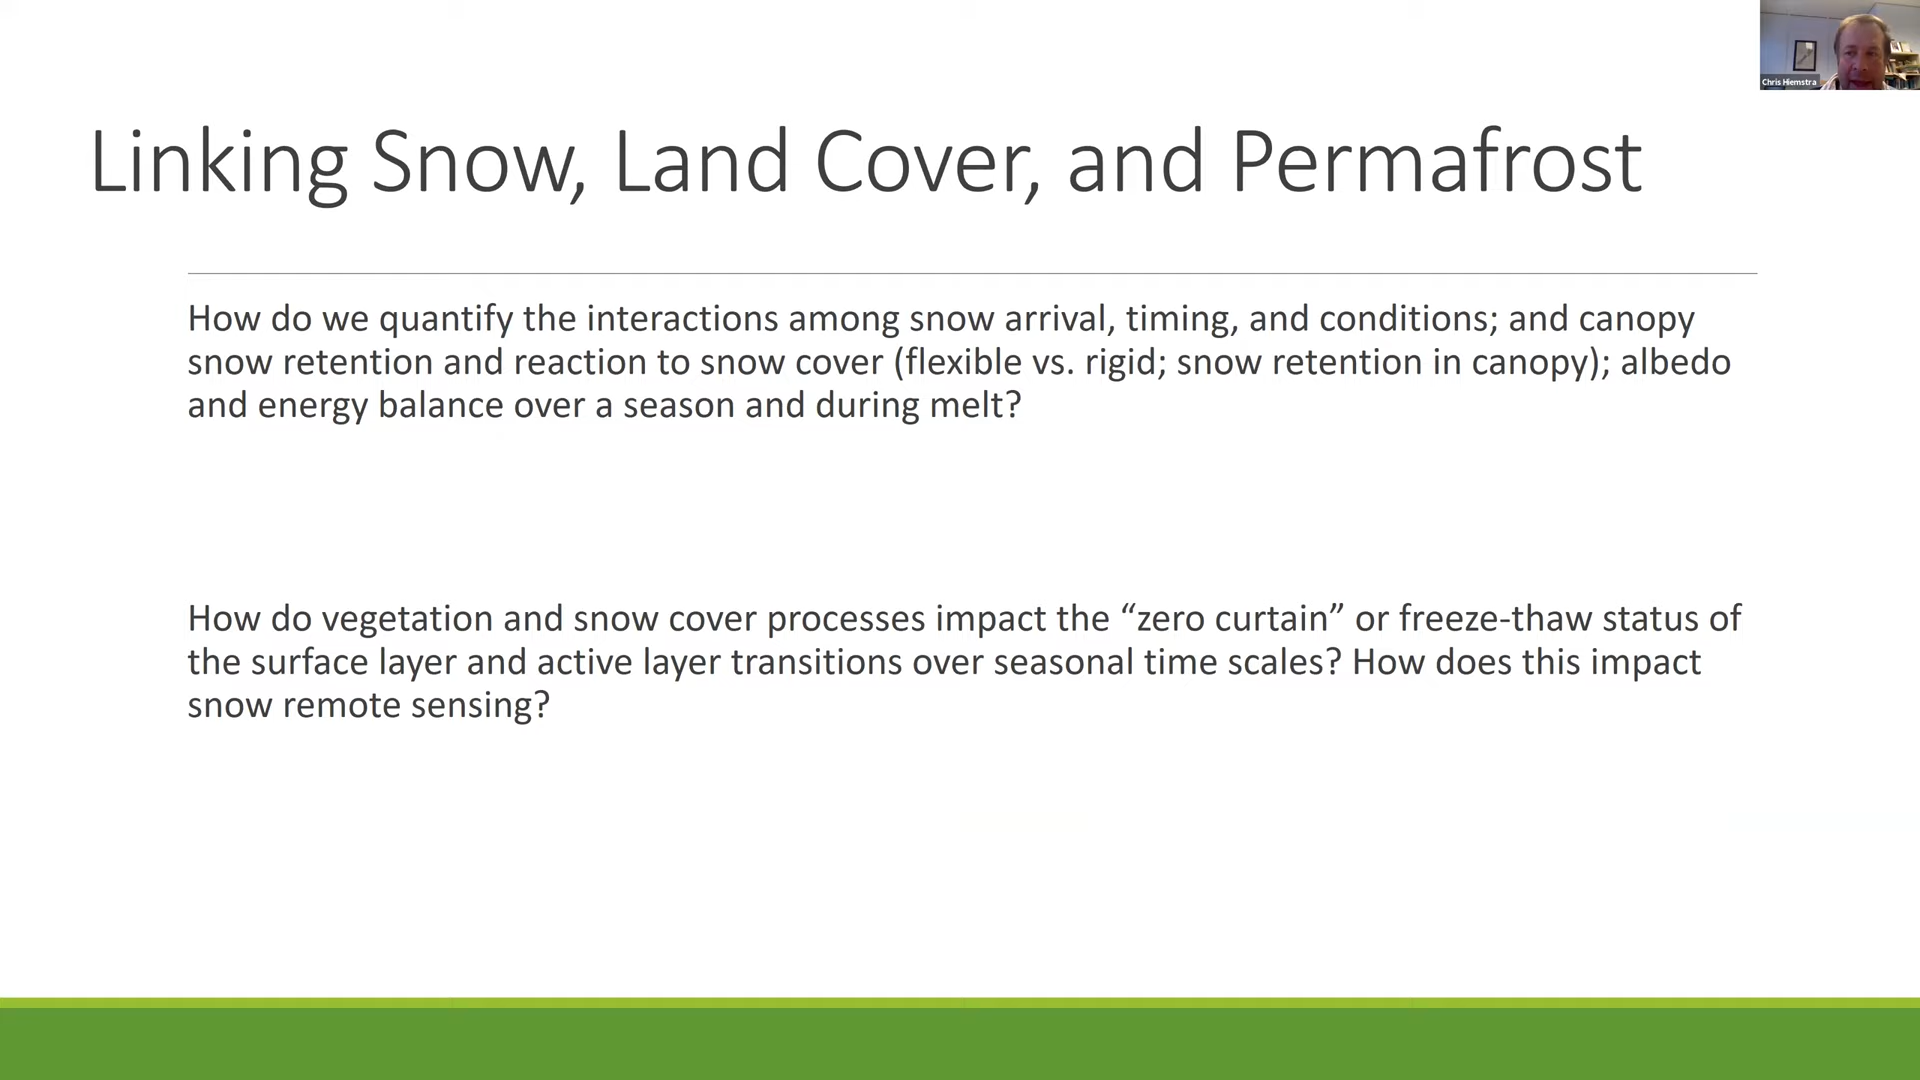 Chris Hiemstra
Linking Snow, Land Cover, and Permafrost
How do we quantify the interactions among snow arrival, timing, and conditions; and canopy
snow retention and reaction to snow cover (flexible vs. rigid; snow retention in canopy); albedo
and energy balance over a season and during melt?
How do vegetation and snow cover processes impact the “zero curtain” or freeze-thaw status of
the surface layer and active layer transitions over seasonal time scales? How does this impact
snow remote sensing?